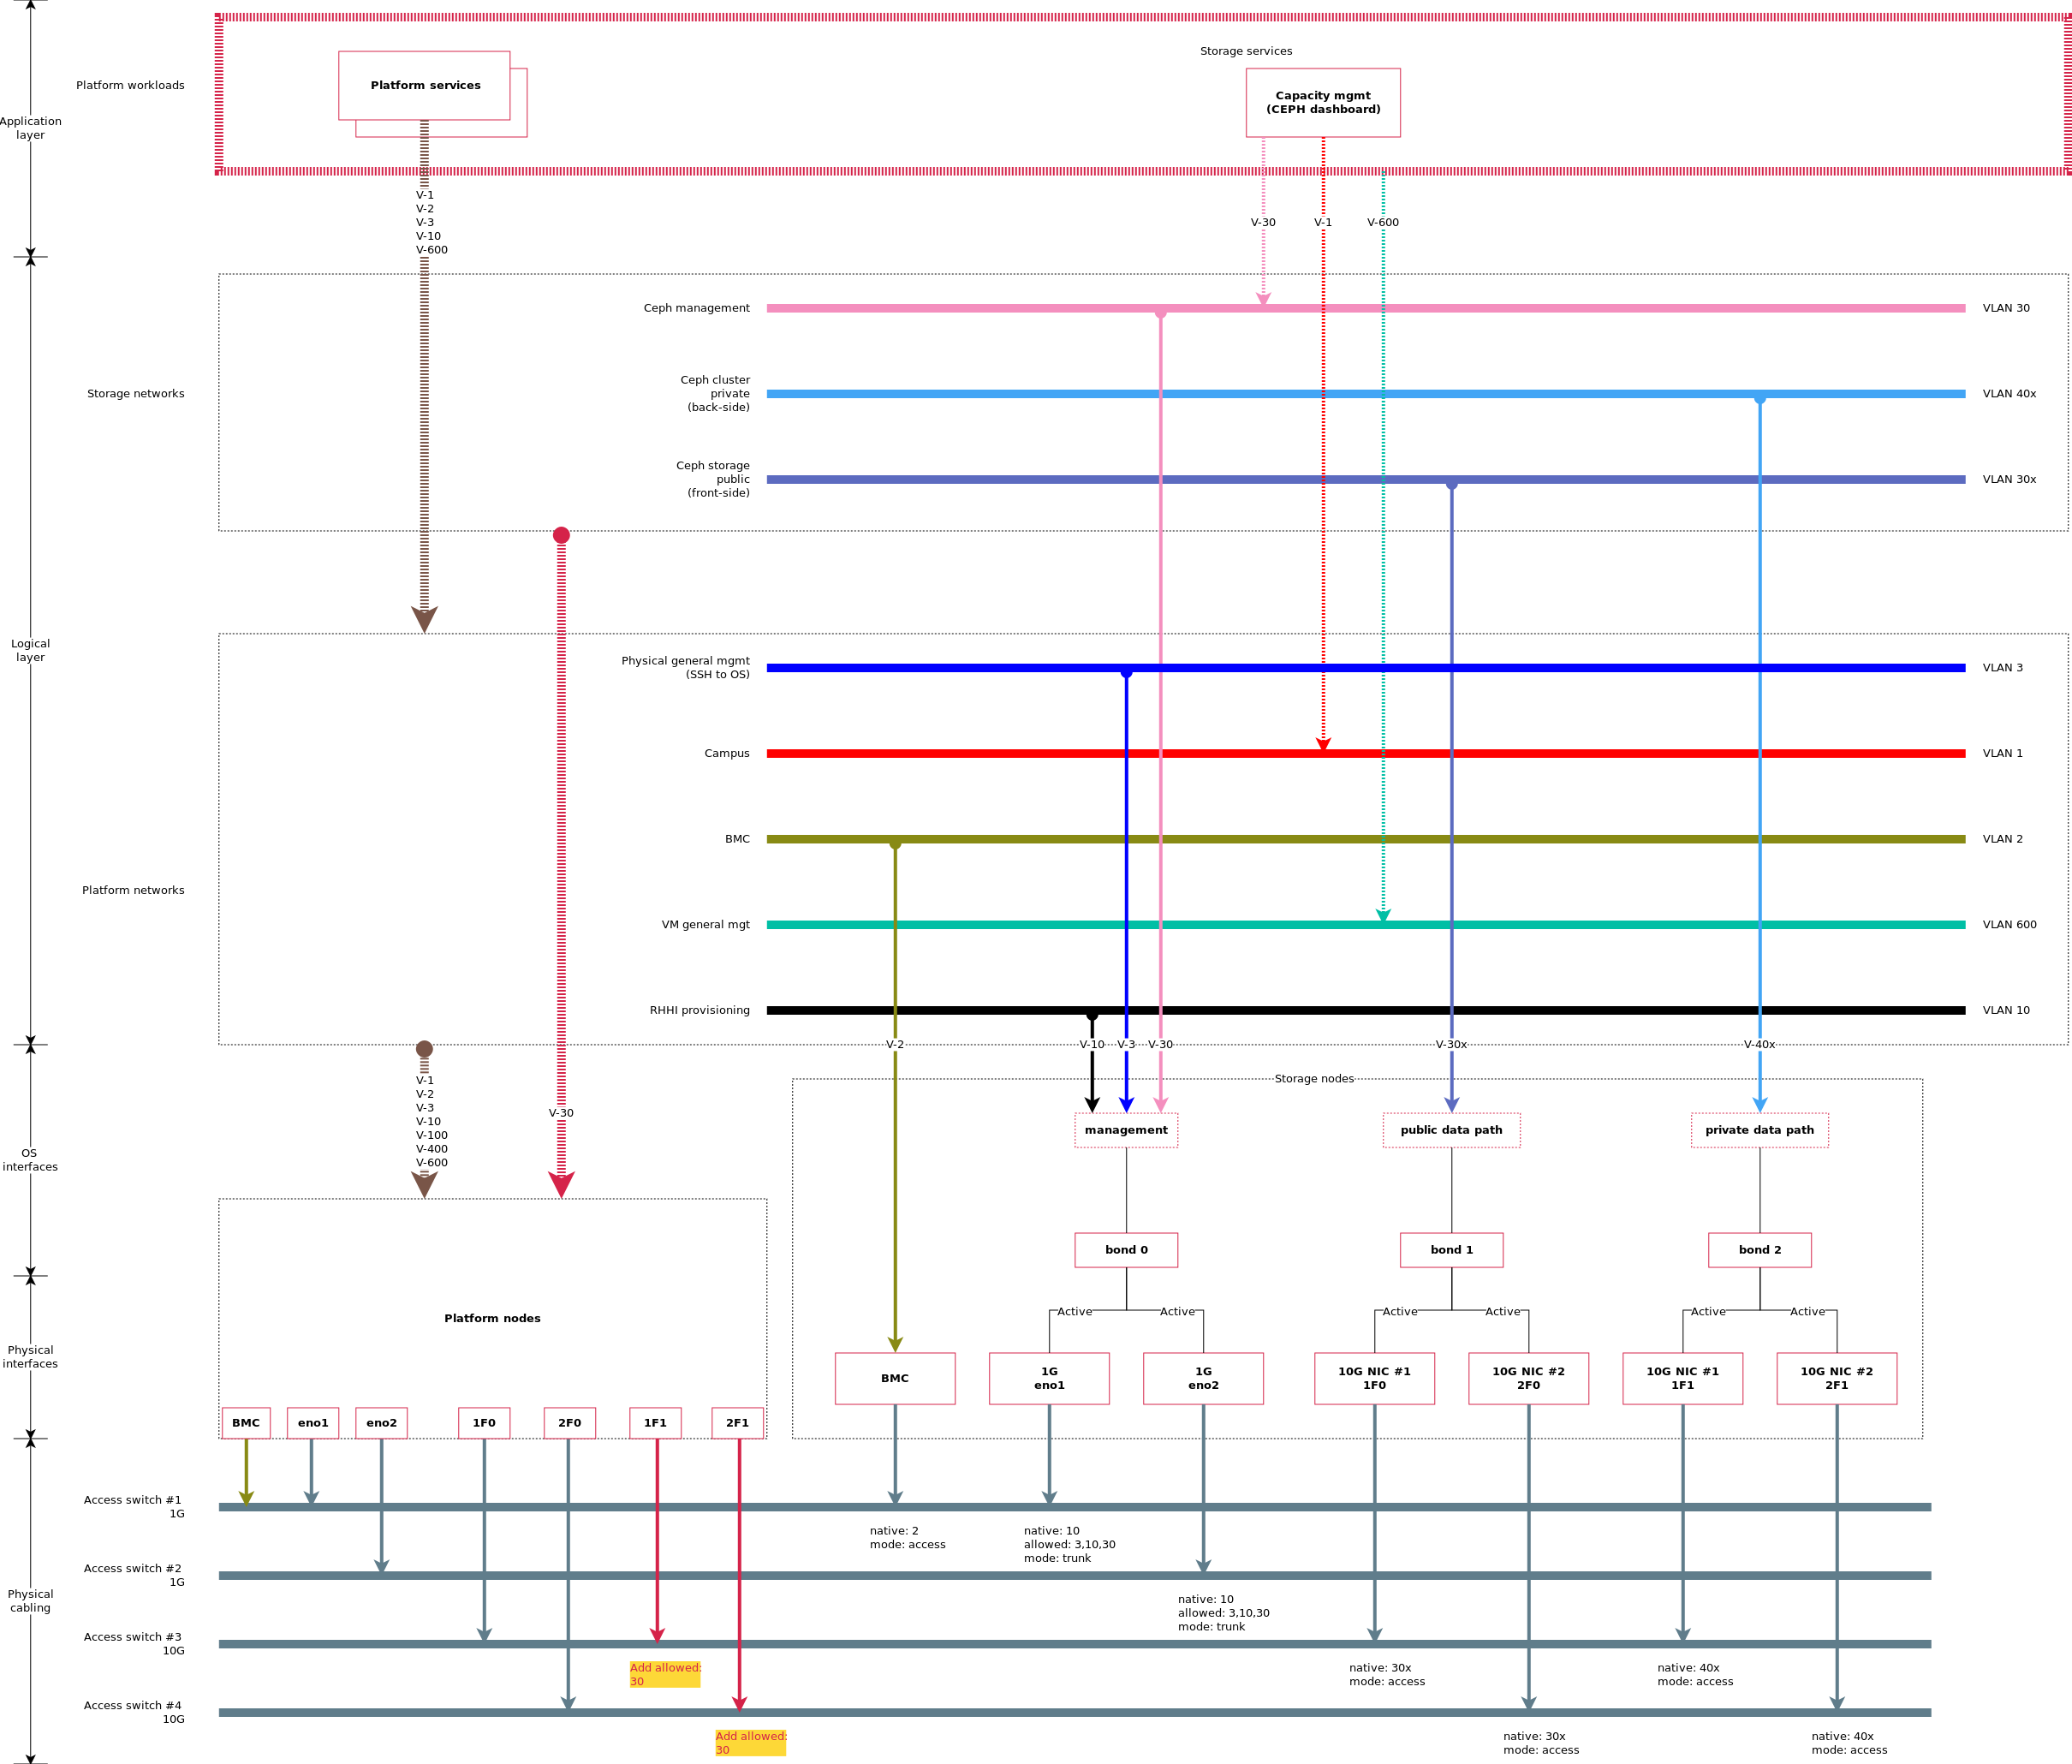 Storage services
Platform workloads
Platform services
Capacity mgmt
(CEPH dashboard)
Application
layer
V-1
V-2
V-3
V-10
V-600
V-30
V-1
V-600
Ceph management
VLAN 30
Storage networks
Ceph cluster
private
(back-side)
VLAN 40x
Ceph storage
public
(front-side)
VLAN 30x
Logical
layer
Physical general mgmt
(SSH to OS)
VLAN 3
Campus
VLAN 1
BMC
VLAN 2
Platform networks
VM general mgt
VLAN 600
RHHI provisioning
VLAN 10
V-2
V-10
V-3
V-30
V-30x
V-40x
V-1
V-2
V-3
V-10
V-100
V-400
V-600
V-30
Storage nodes
management
public data path
private data path
OS
interfaces
bond 0
bond 1
bond 2
Active
Active
Active
Active
Active
Active
Platform nodes
Physical
interfaces
BMC
1G
eno1
1G
eno2
10G NIC #1
1F0
10G NIC #2
2F0
10G NIC #1
1F1
10G NIC #2
2F1
BMC
eno1
eno2
1F0
2F0
1F1
2F1
Access switch #1
1G
native: 2
mode: access
native: 10
allowed: 3,10,30
mode: trunk
Access switch #2
1G
Physical
cabling
native: 10
allowed: 3,10,30
mode: trunk
Access switch #3
10G
Add allowed:
30
native: 30x
mode: access
native: 40x
mode: access
Access switch #4
10G
Add allowed:
30
native: 30x
mode: access
native: 40x
mode: access